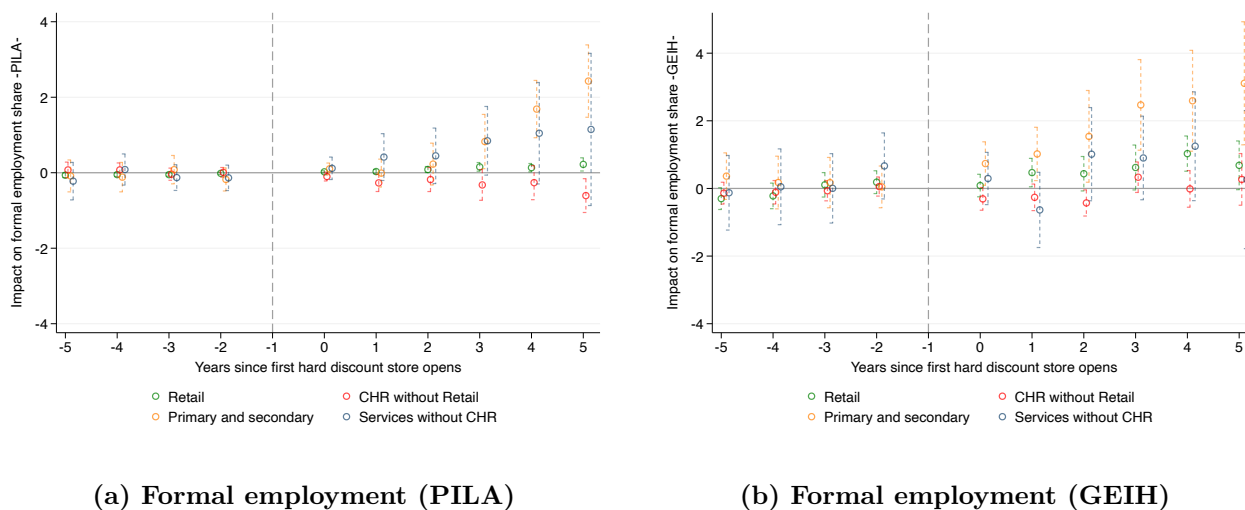 Impact on formal employment share -PILA-
4
2
0
-2
-4
-5 -4 -3 -2 -1 0 1 2 3 4 5
Years since first hard discount store opens
Retail CHR without Retail
Primary and secondary Services without CHR
(a) Formal employment (PILA)
Impact on formal employment share -GEIH-
4
2
0
-2
-4
-5 -4 -3 -2 -1 0 1 2 3 4 5
Years since first hard discount store opens
Retail CHR without Retail
Primary and secondary Services without CHR
(b) Formal employment (GEIH)